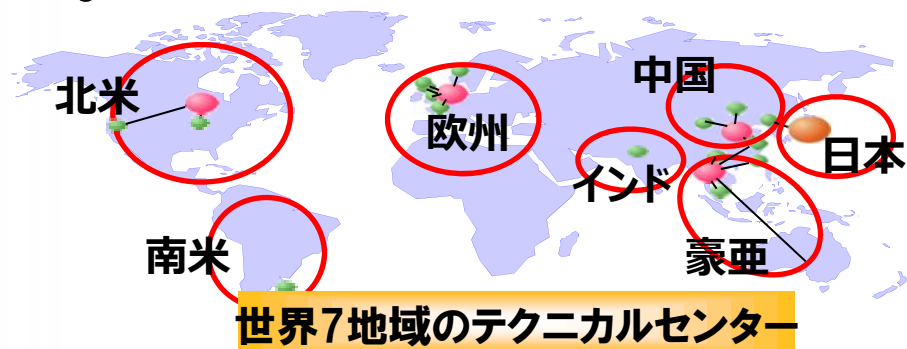 北米
欧州
中国
日本
インド
南米
豪亜
世界7地域のテクニカルセンター